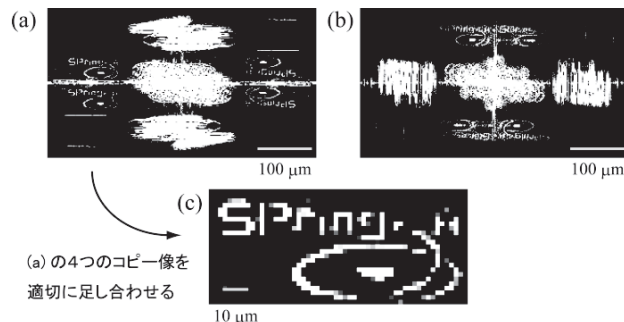 (a)
(b)
100 μm
100 μm
(c)
Spring.
(a) の4つのコピー像を
適切に足し合わせる
10 μm